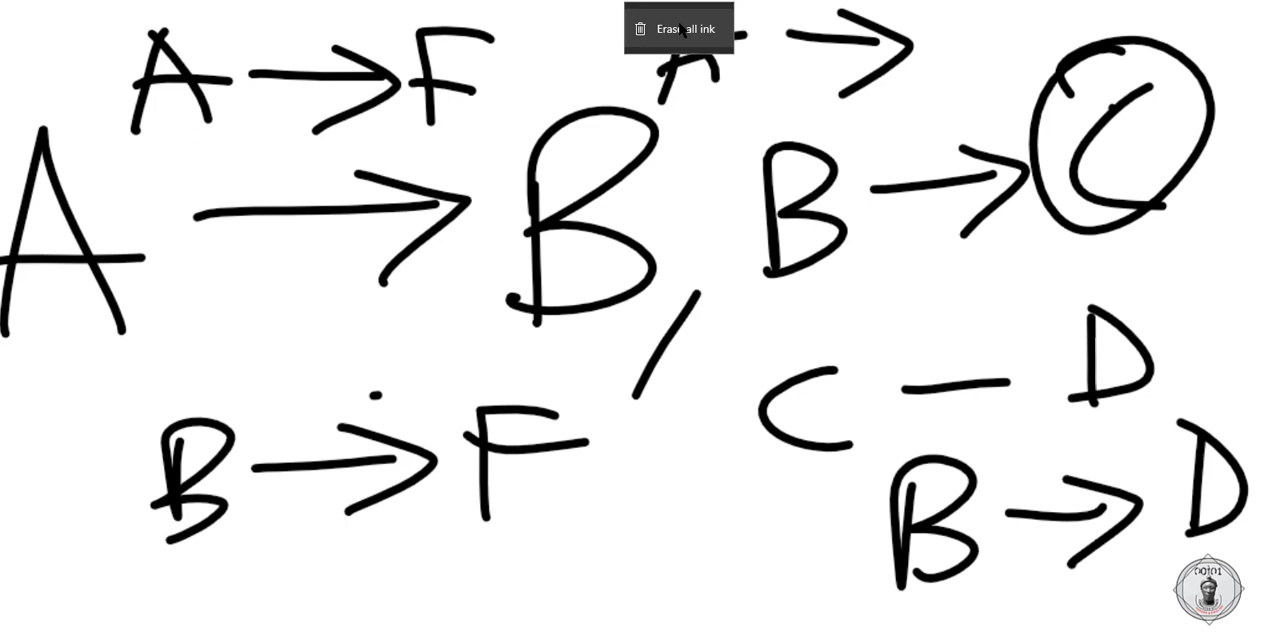 A → F
Erase all ink
A →
A → B
B → C
C — D
B → F
B → D